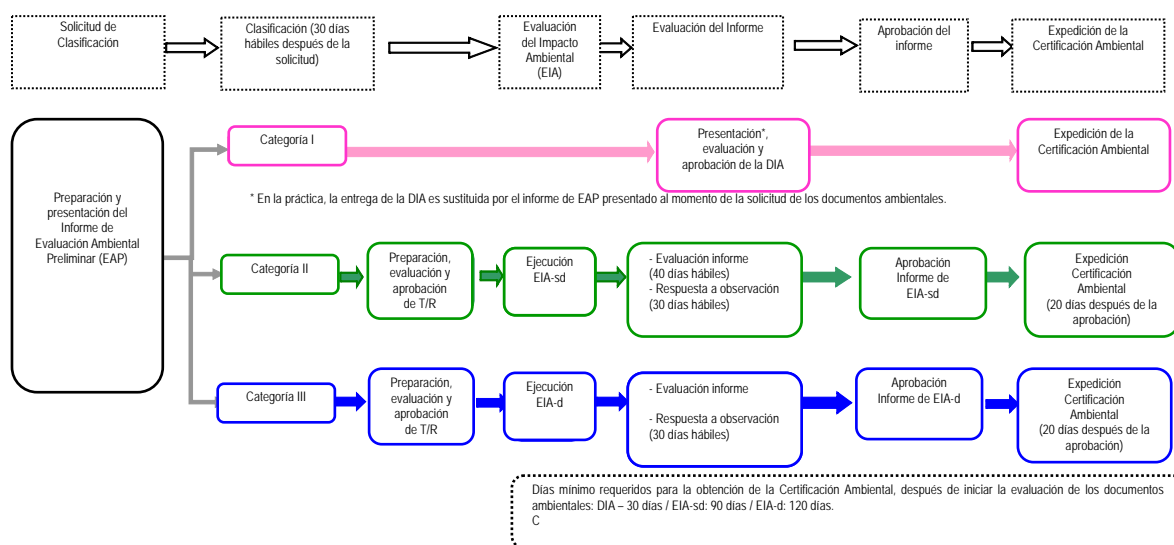 Solicitud de
Clasificación
Clasificación (30 días
hábiles después de la
solicitud)
Evaluación
del Impacto
Ambiental
(EIA)
Evaluación del Informe
Aprobación del
informe
Expedición de la
Certificación Ambiental
Preparación y
presentación del
Informe de
Evaluación Ambiental
Preliminar (EAP)
Categoría I
Presentación*,
evaluación y
aprobación de la DIA
Expedición de la
Certificación Ambiental
* En la práctica, la entrega de la DIA es sustituida por el informe de EAP presentado al momento de la solicitud de los documentos ambientales.
Categoría II
Preparación,
evaluación y
aprobación
de T/R
Ejecución
EIA-sd
- Evaluación informe
(40 días hábiles)
- Respuesta a observación
(30 días hábiles)
Aprobación
Informe de
EIA-sd
Expedición
Certificación
Ambiental
(20 días después de la
aprobación)
Categoría III
Preparación,
evaluación y
aprobación
de T/R
Ejecución
EIA-d
- Evaluación informe
- Respuesta a observación
(30 días hábiles)
Aprobación
Informe de EIA-d
Expedición
Certificación
Ambiental
(20 días después de la
aprobación)
Días mínimo requeridos para la obtención de la Certificación Ambiental, después de iniciar la evaluación de los documentos
ambientales: DIA – 30 días / EIA-sd: 90 días / EIA-d: 120 días.
C